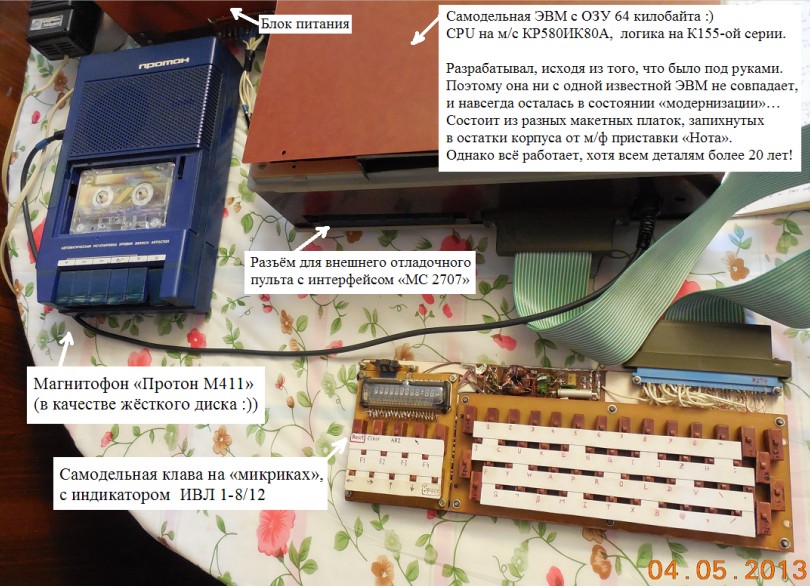 Блок питания
Самодельная ЭВМ с ОЗУ 64 килобайта :)
CPU на м/с КР580ИК80А,  логика на К155-ой серии.
Разрабатывал, исходя из того, что было под руками.
Поэтому она ни с одной известной ЭВМ не совпадает,
и навсегда осталась в состоянии «модернизации»…
Состоит из разных макетных платок, запихнутых
в остатки корпуса от м/ф приставки «Нота».
Однако всё работает, хотя всем деталям более 20 лет!
протон
Разъём для внешнего отладочного
пульта с интерфейсом «МС 2707»
Магнитофон «Протон М411»
(в качестве жёсткого диска :))
Самодельная клава на «микриках»,
с индикатором  ИВЛ 1-8/12
F1 F2 F3 F4
04.05.2013